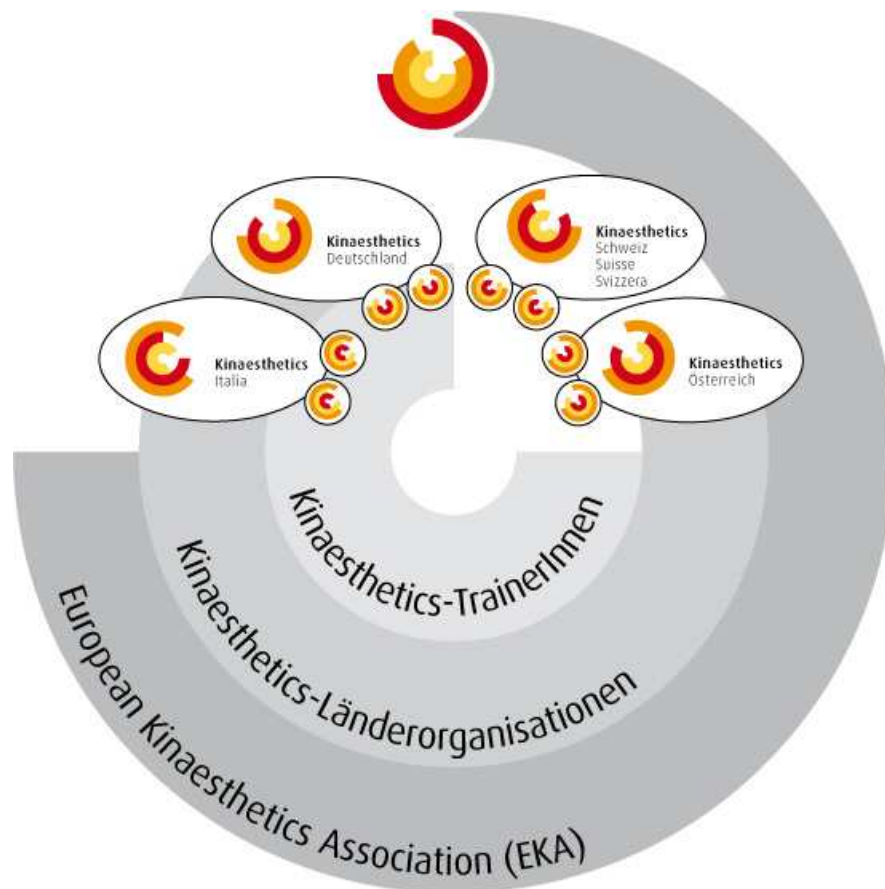 Kinaesthetics
Deutschland
Kinaesthetics
Schweiz
Suisse
Svizzera
Kinaesthetics
Italia
Kinaesthetics
Österreich
Kinaesthetics-TrainerInnen
Kinaesthetics-Länderorganisationen
European Kinaesthetics Association (EKA)